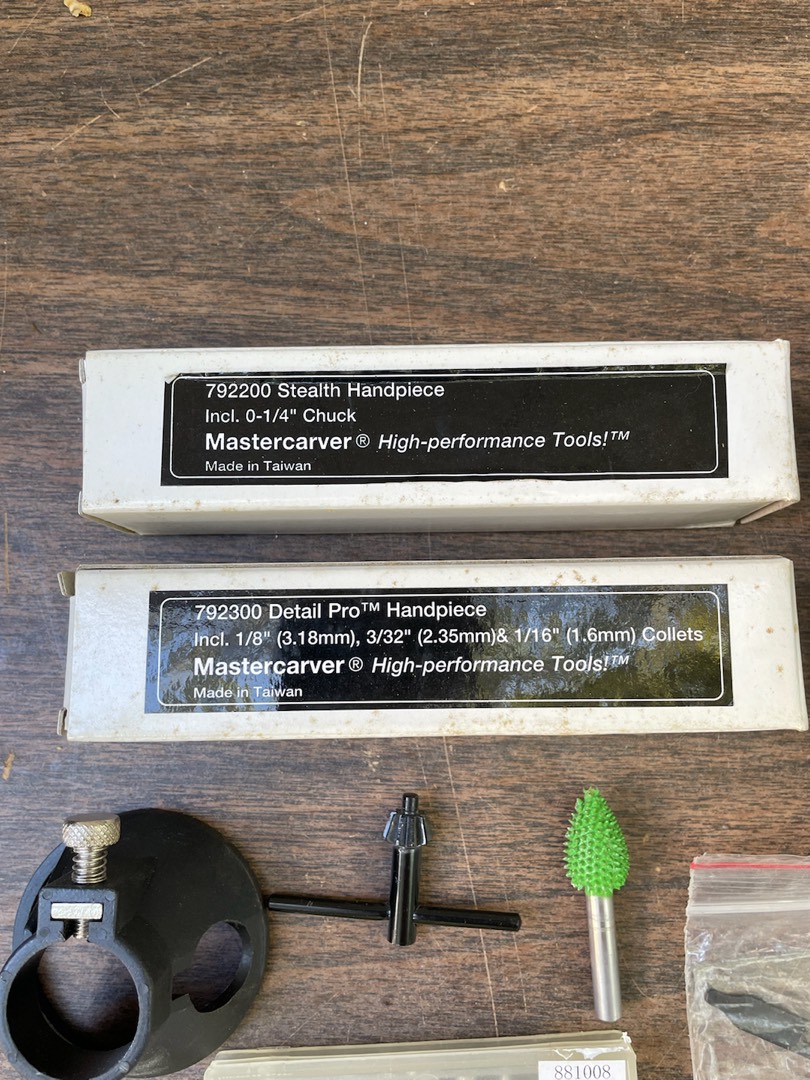 792200 Stealth Handpiece
Incl. 0-1/4" Chuck
Mastercarver® High-performance Tools!™
Made in Taiwan
792300 Detail Pro™ Handpiece
Incl. 1/8" (3.18mm), 3/32" (2.35mm)& 1/16" (1.6mm) Collets
Mastercarver® High-performance Tools!™
Made in Taiwan
881008